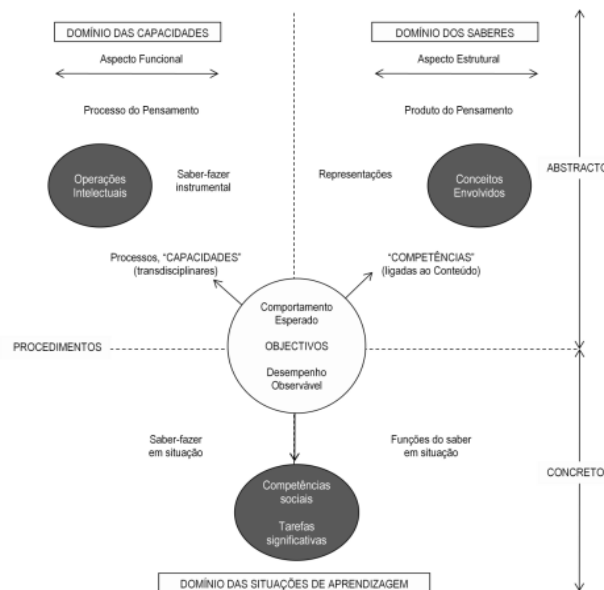 DOMÍNIO DAS CAPACIDADES
DOMÍNIO DOS SABERES
Aspecto Funcional
Aspecto Estrutural
Processo do Pensamento
Produto do Pensamento
Operações
Intelectuais
Saber-fazer
instrumental
Representações
Conceitos
Envolvidos
ABSTRACTO
Processos, “CAPACIDADES”
(transdisciplinares)
“COMPETÊNCIAS”
(ligadas ao Conteúdo)
Comportamento
Esperado
PROCEDIMENTOS
OBJECTIVOS
Desempenho
Observável
Saber-fazer
em situação
Funções do saber
em situação
CONCRETO
Competências
sociais
Tarefas
significativas
DOMÍNIO DAS SITUAÇÕES DE APRENDIZAGEM